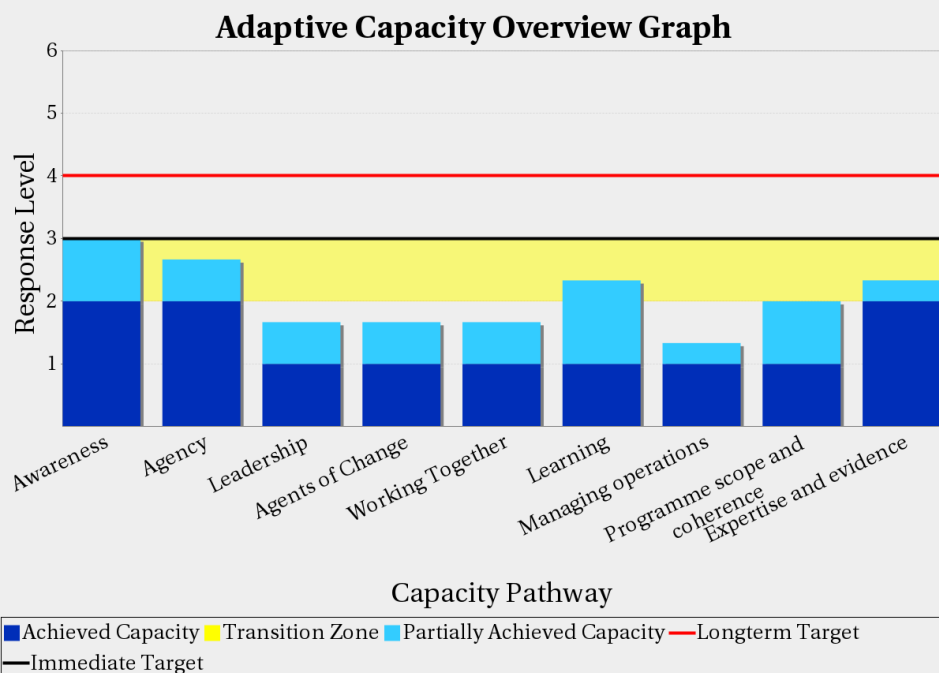 Adaptive Capacity Overview Graph
Response Level
6
5
4
3
2
1
Awareness
Agency
Leadership
Agents of Change
Working Together
Learning
Managing operations
Programme scope and
coherence
Expertise and evidence
Capacity Pathway
Achieved Capacity Transition Zone Partially Achieved Capacity Longterm Target
Immediate Target